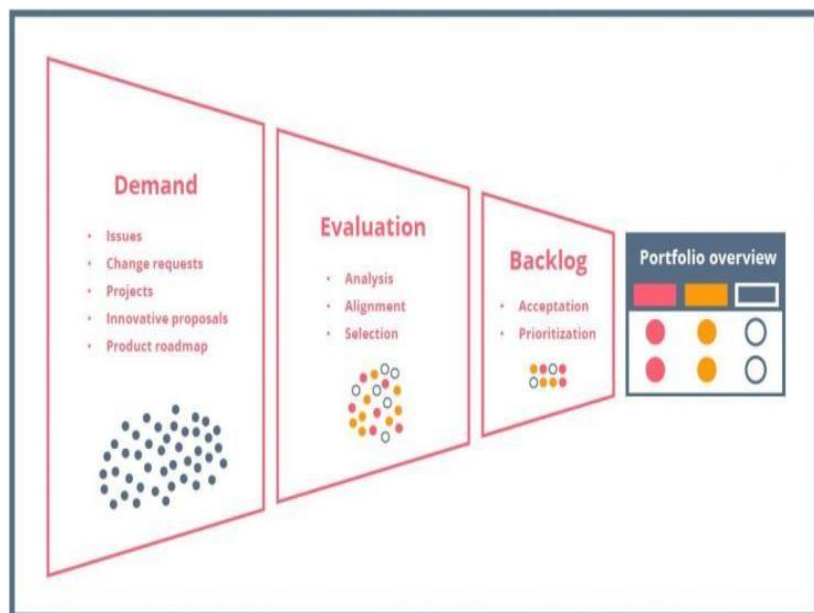 Demand
• Issues
• Change requests
• Projects
• Innovative proposals
• Product roadmap
Evaluation
• Analysis
• Alignment
• Selection
Backlog
• Acceptation
• Prioritization
Portfolio overview